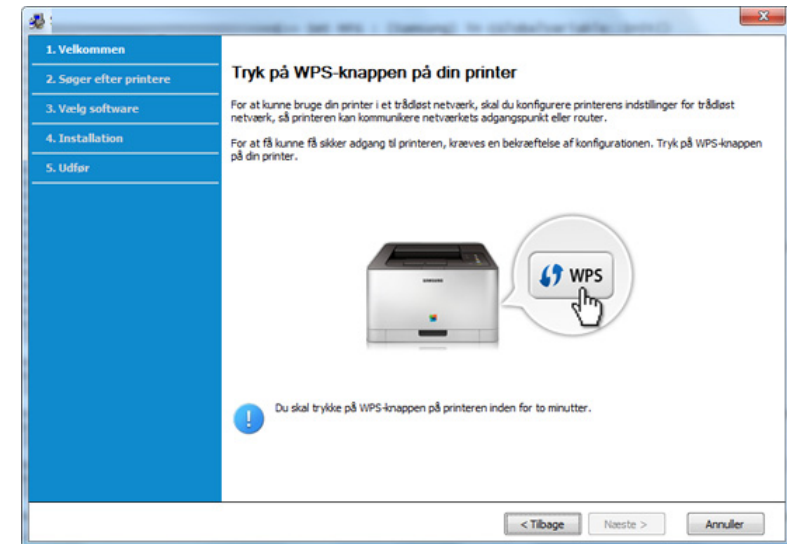 1. Velkommen
2. Søger efter printere
3. Vælg software
4. Installation
5. Udfør
Tryk på WPS-knappen på din printer
For at kunne bruge din printer i et trådløst netværk, skal du konfigurere printerens indstillinger for trådløst
netværk, så printeren kan kommunikere netværkets adgangspunkt eller router.
For at få kunne få sikker adgang til printeren, kræves en bekræftelse af konfigurationen. Tryk på WPS-knappen
på din printer.
SAMSUNG
WPS
Du skal trykke på WPS-knappen på printeren inden for to minutter.
< Tilbage
Næste >
Annuller